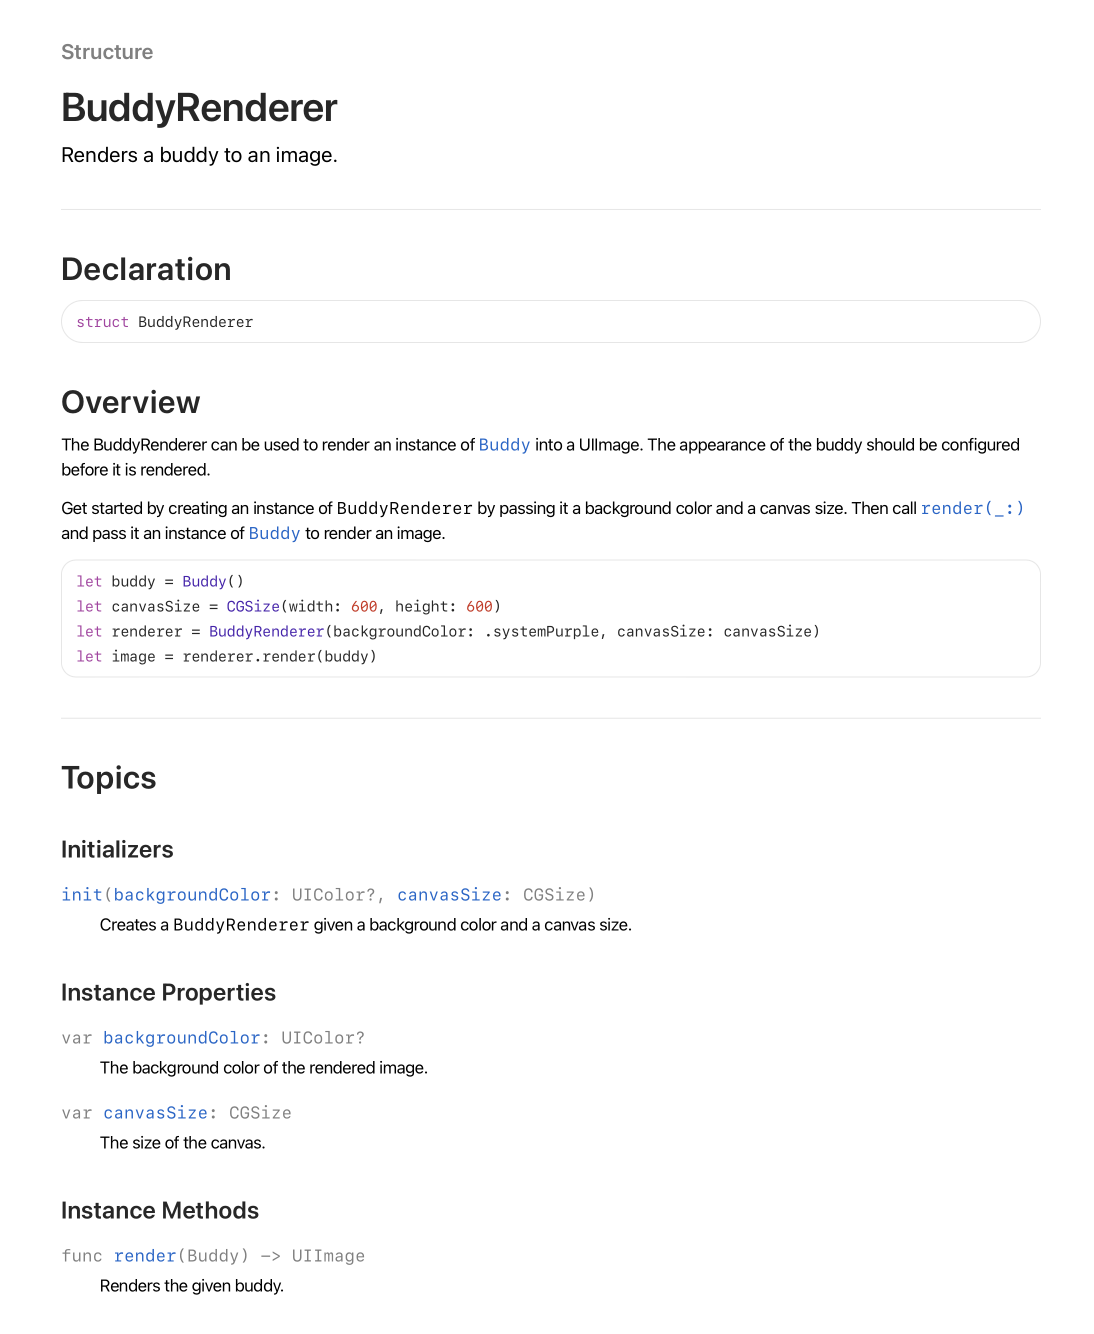 Structure
BuddyRenderer
Renders a buddy to an image.
Declaration
struct BuddyRenderer
Overview
The BuddyRenderer can be used to render an instance of Buddy into a UIImage. The appearance of the buddy should be configured
before it is rendered.
Get started by creating an instance of BuddyRenderer by passing it a background color and a canvas size. Then call render(_:)
and pass it an instance of Buddy to render an image.
let buddy = Buddy()
let canvasSize = CGSize(width: 600, height: 600)
let renderer = BuddyRenderer(backgroundColor: .systemPurple, canvasSize: canvasSize)
let image = renderer.render(buddy)
Topics
Initializers
init(backgroundColor: UIColor?, canvasSize: CGSize)
Creates a BuddyRenderer given a background color and a canvas size.
Instance Properties
var backgroundColor: UIColor?
The background color of the rendered image.
var canvasSize: CGSize
The size of the canvas.
Instance Methods
func render(Buddy) -> UIImage
Renders the given buddy.